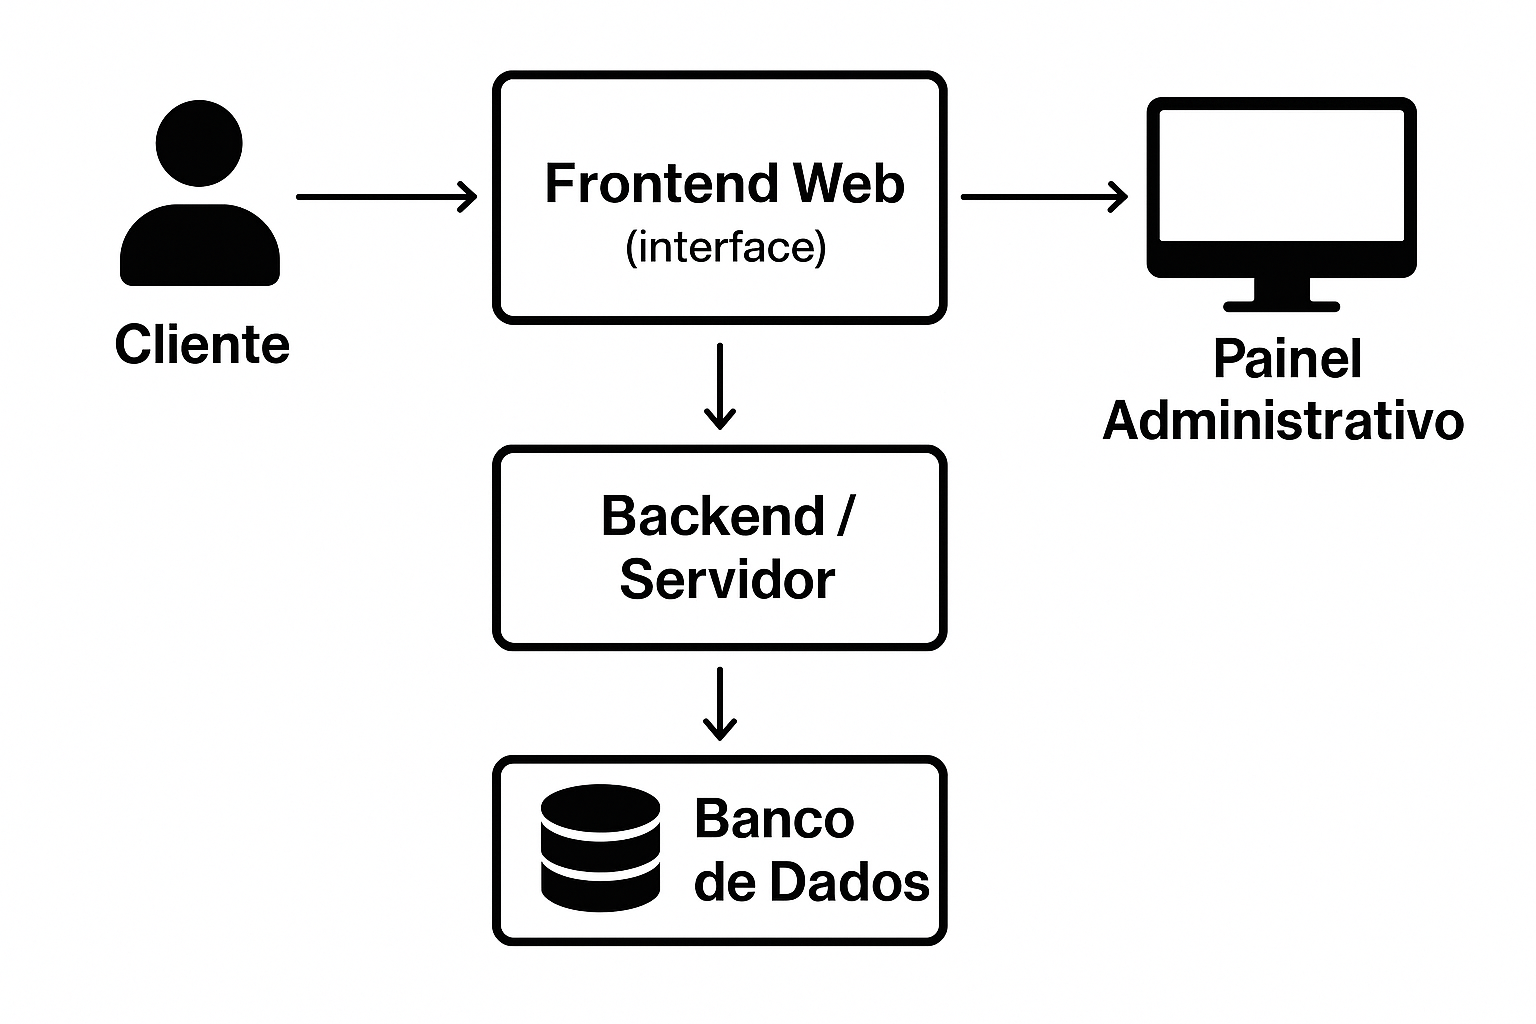 Cliente
Frontend Web
(interface)
Painel
Administrativo
Backend /
Servidor
Banco
de Dados